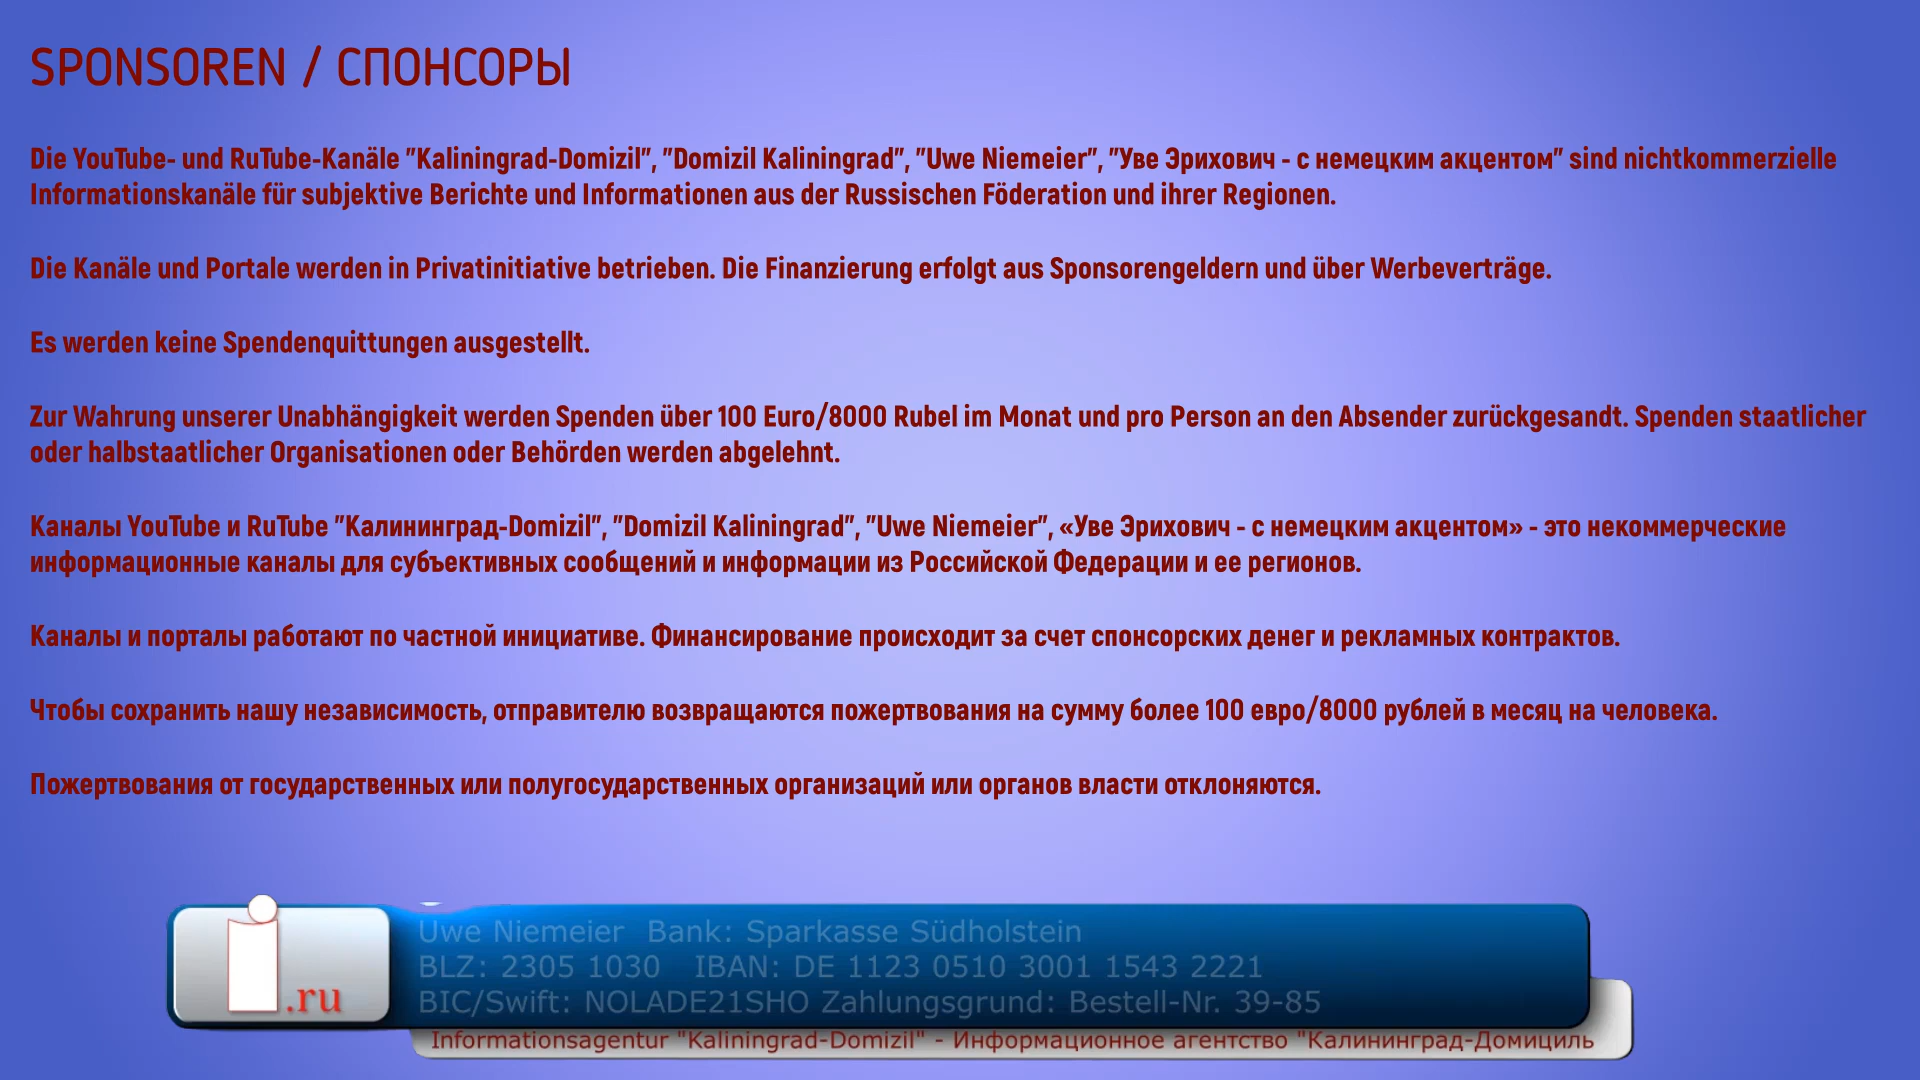 SPONSOREN / СПОНСОРЫ
Die YouTube- und RuTube-Kanäle "Kaliningrad-Domizil", "Domizil Kaliningrad", "Uwe Niemeier", "Уве Эрихович - с немецким акцентом" sind nichtkommerzielle
Informationskanäle für subjektive Berichte und Informationen aus der Russischen Föderation und ihrer Regionen.
Die Kanäle und Portale werden in Privatinitiative betrieben. Die Finanzierung erfolgt aus Sponsorengeldern und über Werbeverträge.
Es werden keine Spendenquittungen ausgestellt.
Zur Wahrung unserer Unabhängigkeit werden Spenden über 100 Euro/8000 Rubel im Monat und pro Person an den Absender zurückgesandt. Spenden staatlicher
oder halbstaatlicher Organisationen oder Behörden werden abgelehnt.
Каналы YouTube и RuTube "Калининград-Domizil", "Domizil Kaliningrad", "Uwe Niemeier", «Уве Эрихович - с немецким акцентом» - это некоммерческие
информационные каналы для субъективных сообщений и информации из Российской Федерации и ее регионов.
Каналы и порталы работают по частной инициативе. Финансирование происходит за счет спонсорских денег и рекламных контрактов.
Чтобы сохранить нашу независимость, отправителю возвращаются пожертвования на сумму более 100 евро/8000 рублей в месяц на человека.
Пожертвования от государственных или полугосударственных организаций или органов власти отклоняются.
Uwe Niemeier Bank: Sparkasse Südholstein
BLZ: 2305 1030 IBAN: DE 1123 0510 3001 1543 2221
BIC/Swift: NOLADE21SHO Zahlungsgrund: Bestell-Nr. 39-85
i.ru
Informationsagentur "Kaliningrad-Domizil" - Информационное агентство "Калининград-Домициль